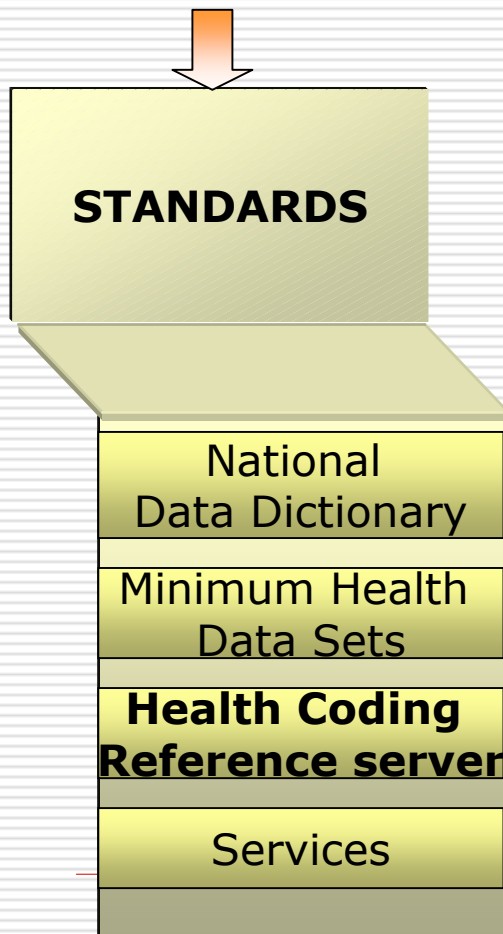 STANDARDS
National
Data Dictionary
Minimum Health
Data Sets
Health Coding
Reference server
Services